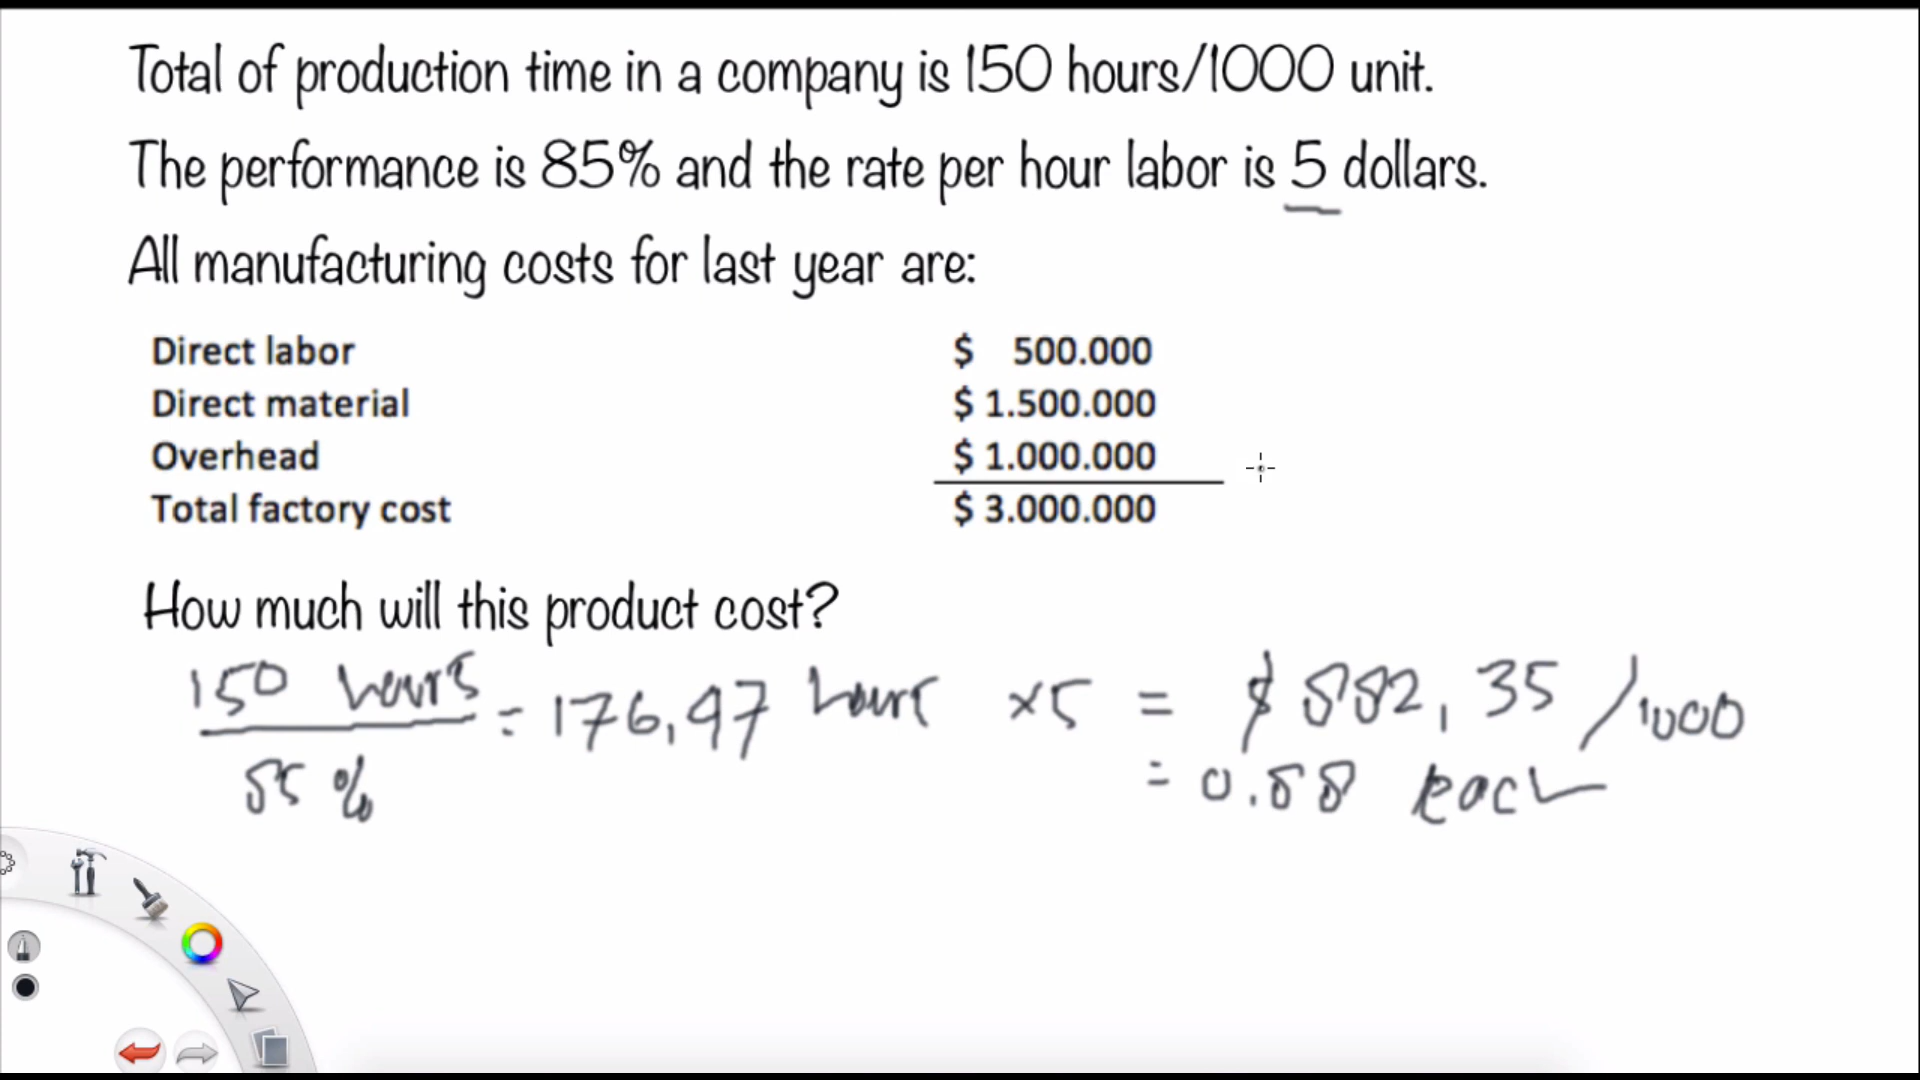 Total of production time in a company is 150 hours/1000 unit.
The performance is 85% and the rate per hour labor is 5 dollars.
All manufacturing costs for last year are:
Direct labor $ 500.000
Direct material $ 1.500.000
Overhead $ 1.000.000
Total factory cost $ 3.000.000
How much will this product cost?
150 hours / 85% = 176,47 hours ×5 = $ 882,35 /1000
= 0.88 each